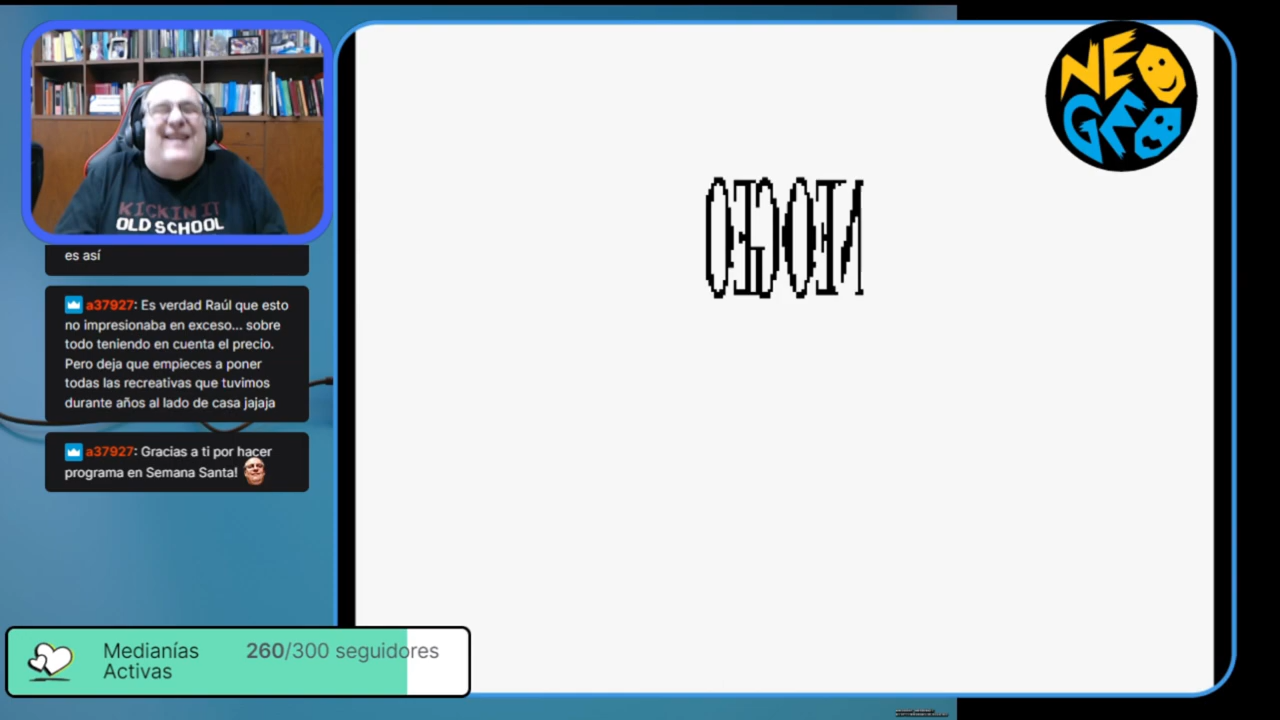 KICKIN IT
OLD SCHOOL
es así
a37927: Es verdad Raúl que esto
no impresionaba en exceso... sobre
todo teniendo en cuenta el precio.
Pero deja que empieces a poner
todas las recreativas que tuvimos
durante años al lado de casa jajaja
a37927: Gracias a ti por hacer
programa en Semana Santa!
Medianías
Activas
260/300 seguidores
NEO
GEO
NEOGEO